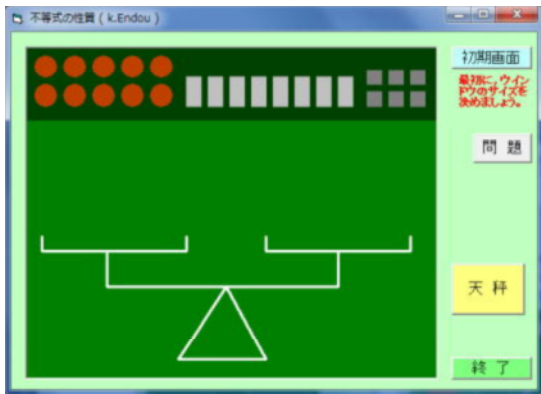 不等式の性質 ( k.Endou )
初期画面
最初に，ウイン
ドウのサイズを
決めましょう。
問 題
天 秤
終 了